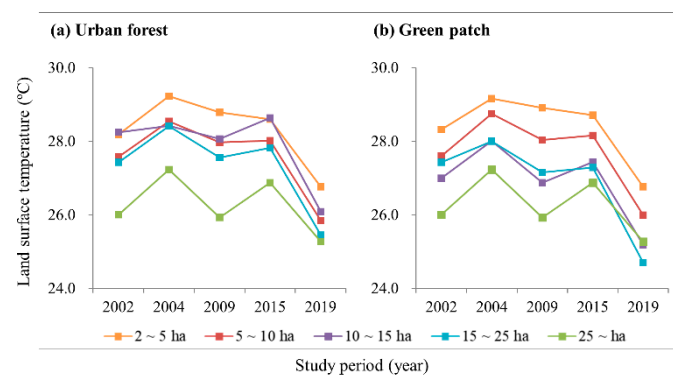 (a) Urban forest
(b) Green patch
Land surface temperature (°C)
30.0
28.0
26.0
24.0
2002 2004 2009 2015 2019
30.0
28.0
26.0
24.0
2002 2004 2009 2015 2019
2 ~ 5 ha 5 ~ 10 ha 10 ~ 15 ha 15 ~ 25 ha 25 ~ ha
Study period (year)